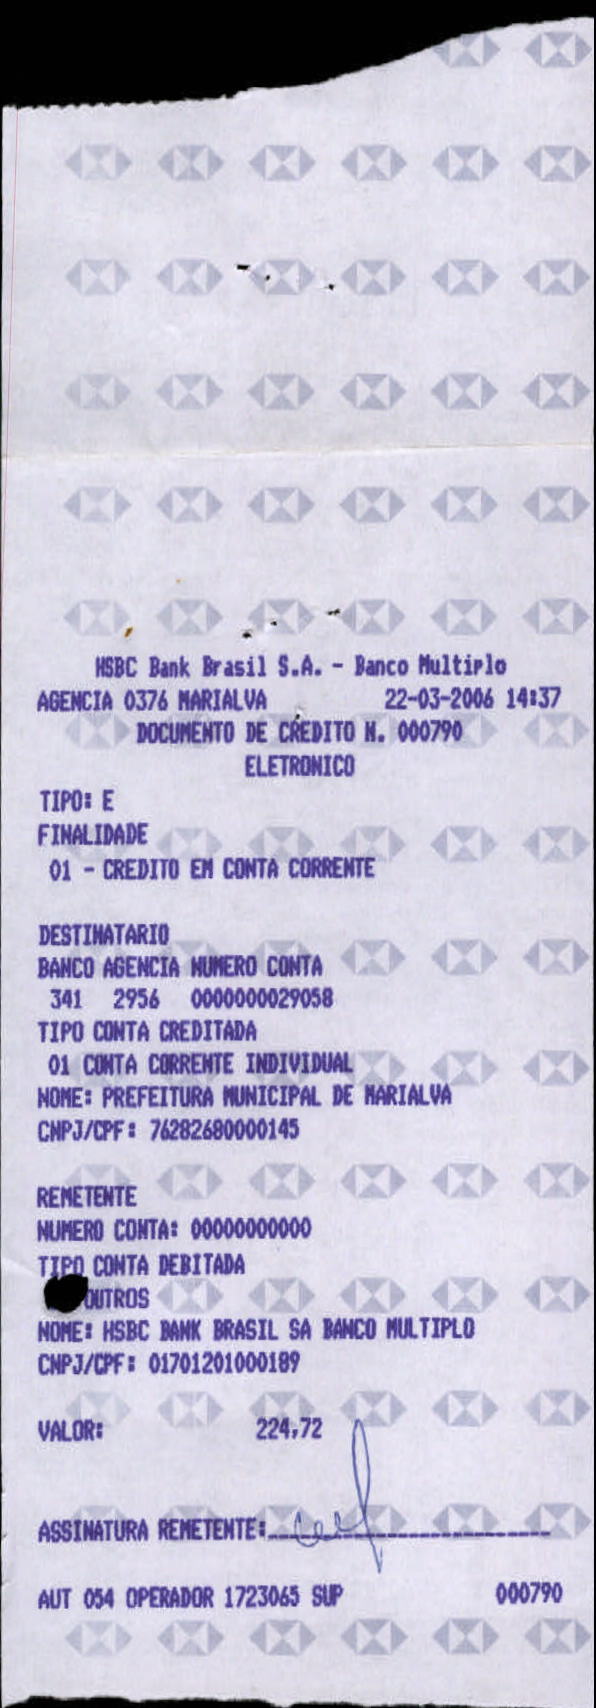 HSBC Bank Brasil S.A. - Banco Multiplo
AGENCIA 0376 MARIALVA 22-03-2006 14:37
DOCUMENTO DE CREDITO N. 000790
ELETRONICO
TIPO: E
FINALIDADE
01 - CREDITO EM CONTA CORRENTE
DESTINATARIO
BANCO AGENCIA NUMERO CONTA
341 2956 0000000029058
TIPO CONTA CREDITADA
01 CONTA CORRENTE INDIVIDUAL
NOME: PREFEITURA MUNICIPAL DE MARIALVA
CNPJ/CPF: 76282680000145
REMETENTE
NUMERO CONTA: 00000000000
TIPO CONTA DEBITADA
OUTROS
NOME: HSBC BANK BRASIL SA BANCO MULTIPLO
CNPJ/CPF: 01701201000189
VALOR: 224,72
ASSINATURA REMETENTE:
AUT 054 OPERADOR 1723065 SUP 000790